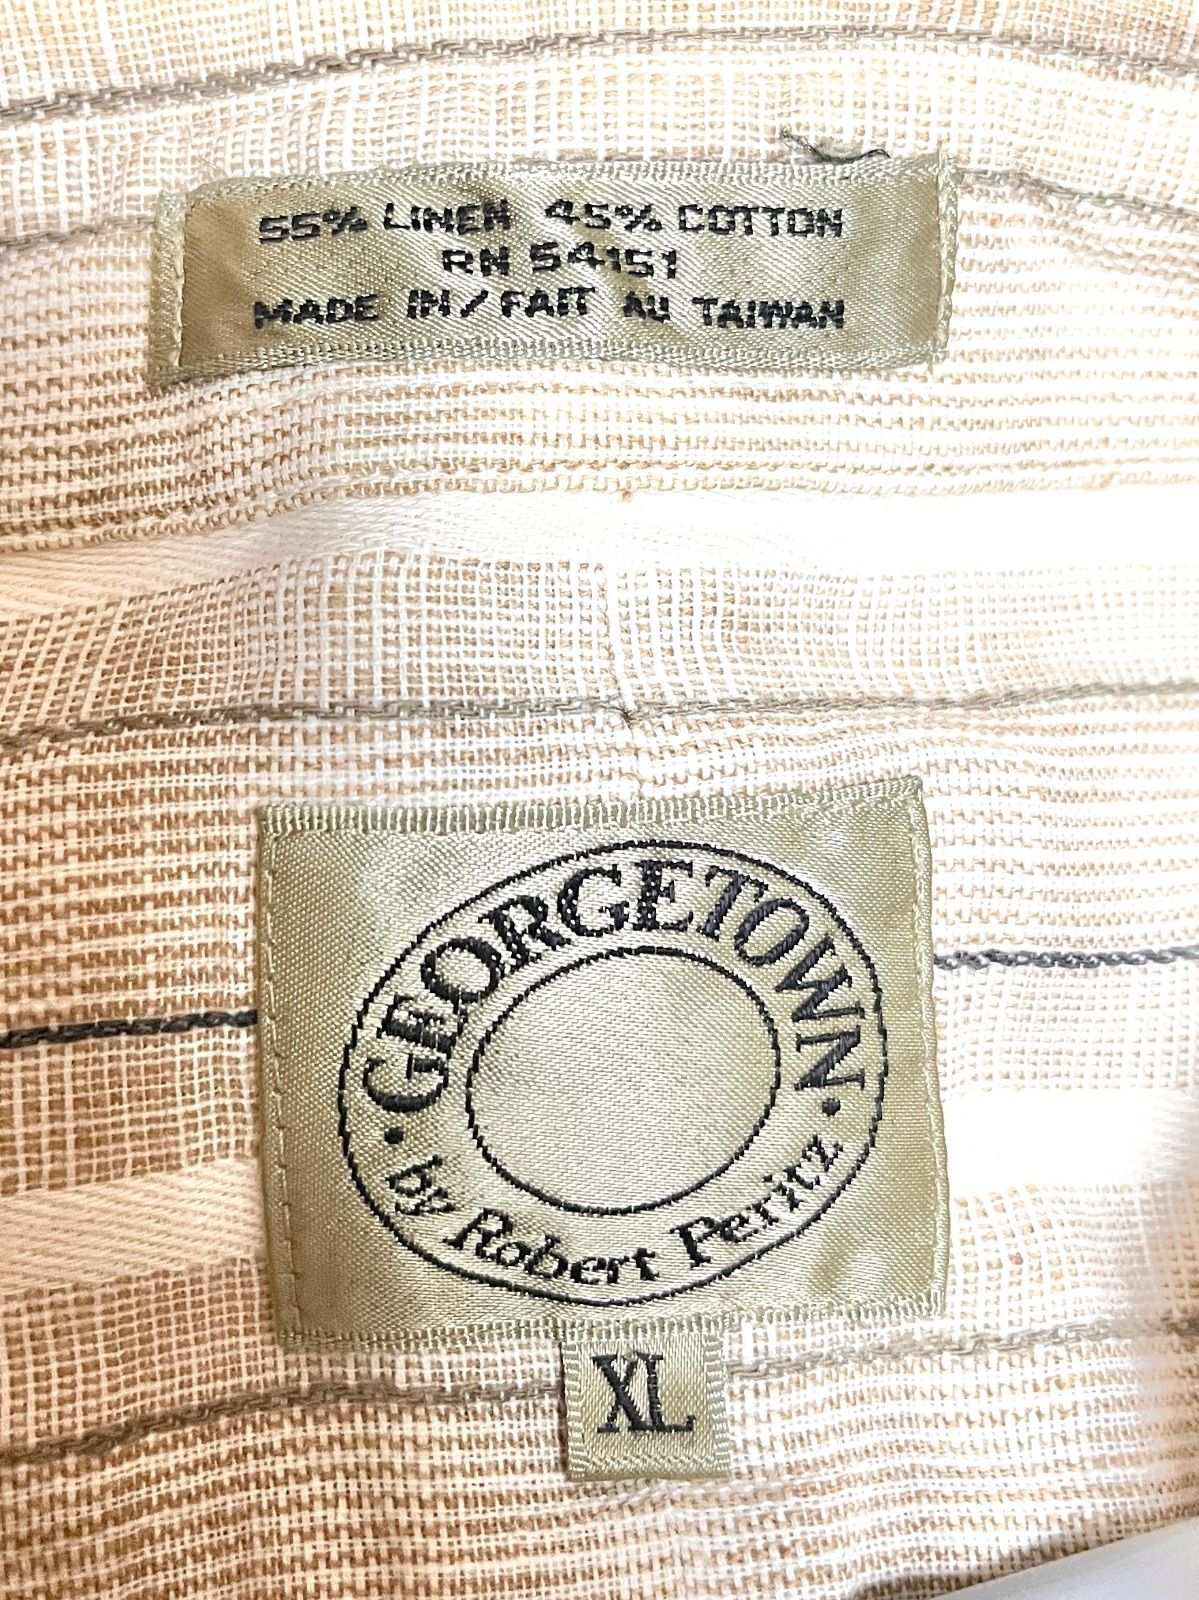 55% LINEN 45% COTTON
RN 54151
MADE IN / FAIT AU TAIWAN
• GEORGETOWN •
by Robert Peritz
XL